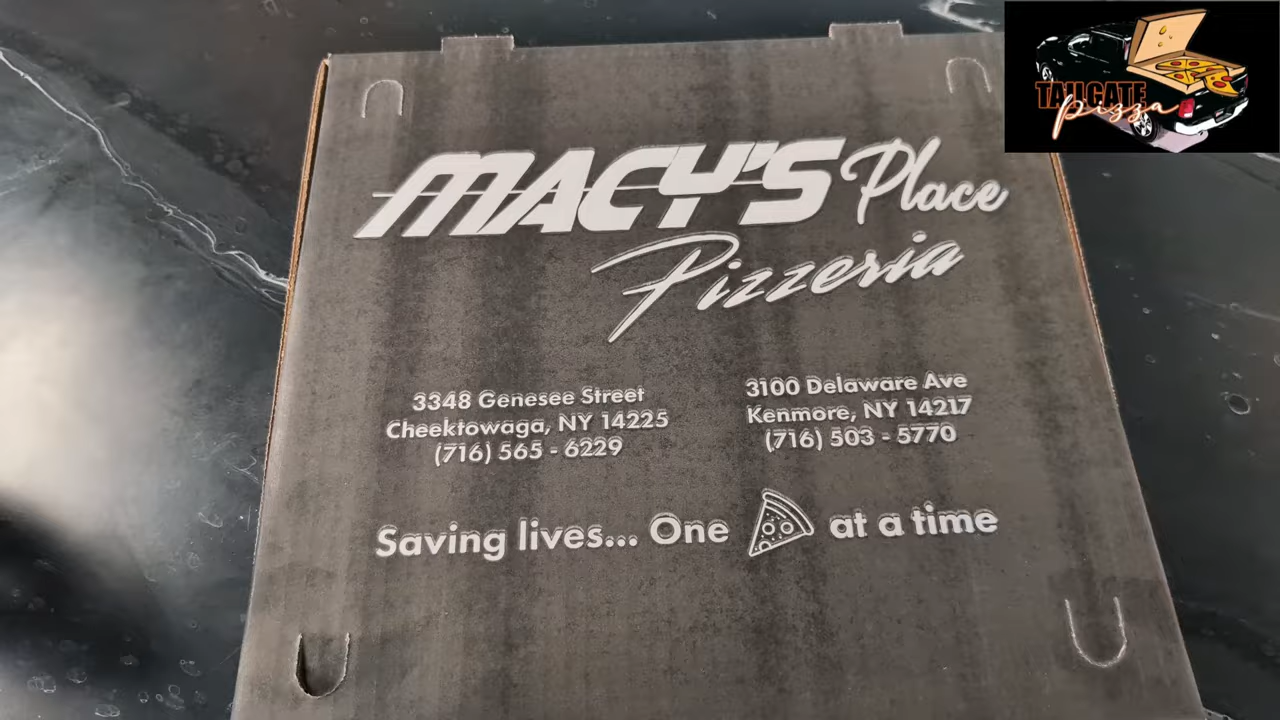 TAILGATE
pizza
MACY'S Place
Pizzeria
3348 Genesee Street
Cheektowaga, NY 14225
(716) 565 - 6229
3100 Delaware Ave
Kenmore, NY 14217
(716) 503 - 5770
Saving lives... One at a time